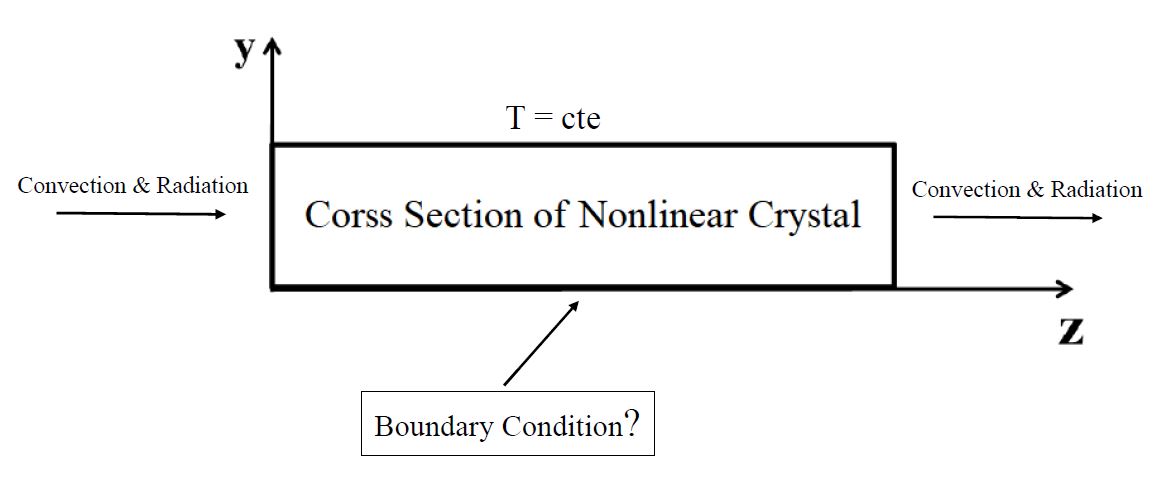 y
T = cte
Convection & Radiation
Corss Section of Nonlinear Crystal
Convection & Radiation
z
Boundary Condition?